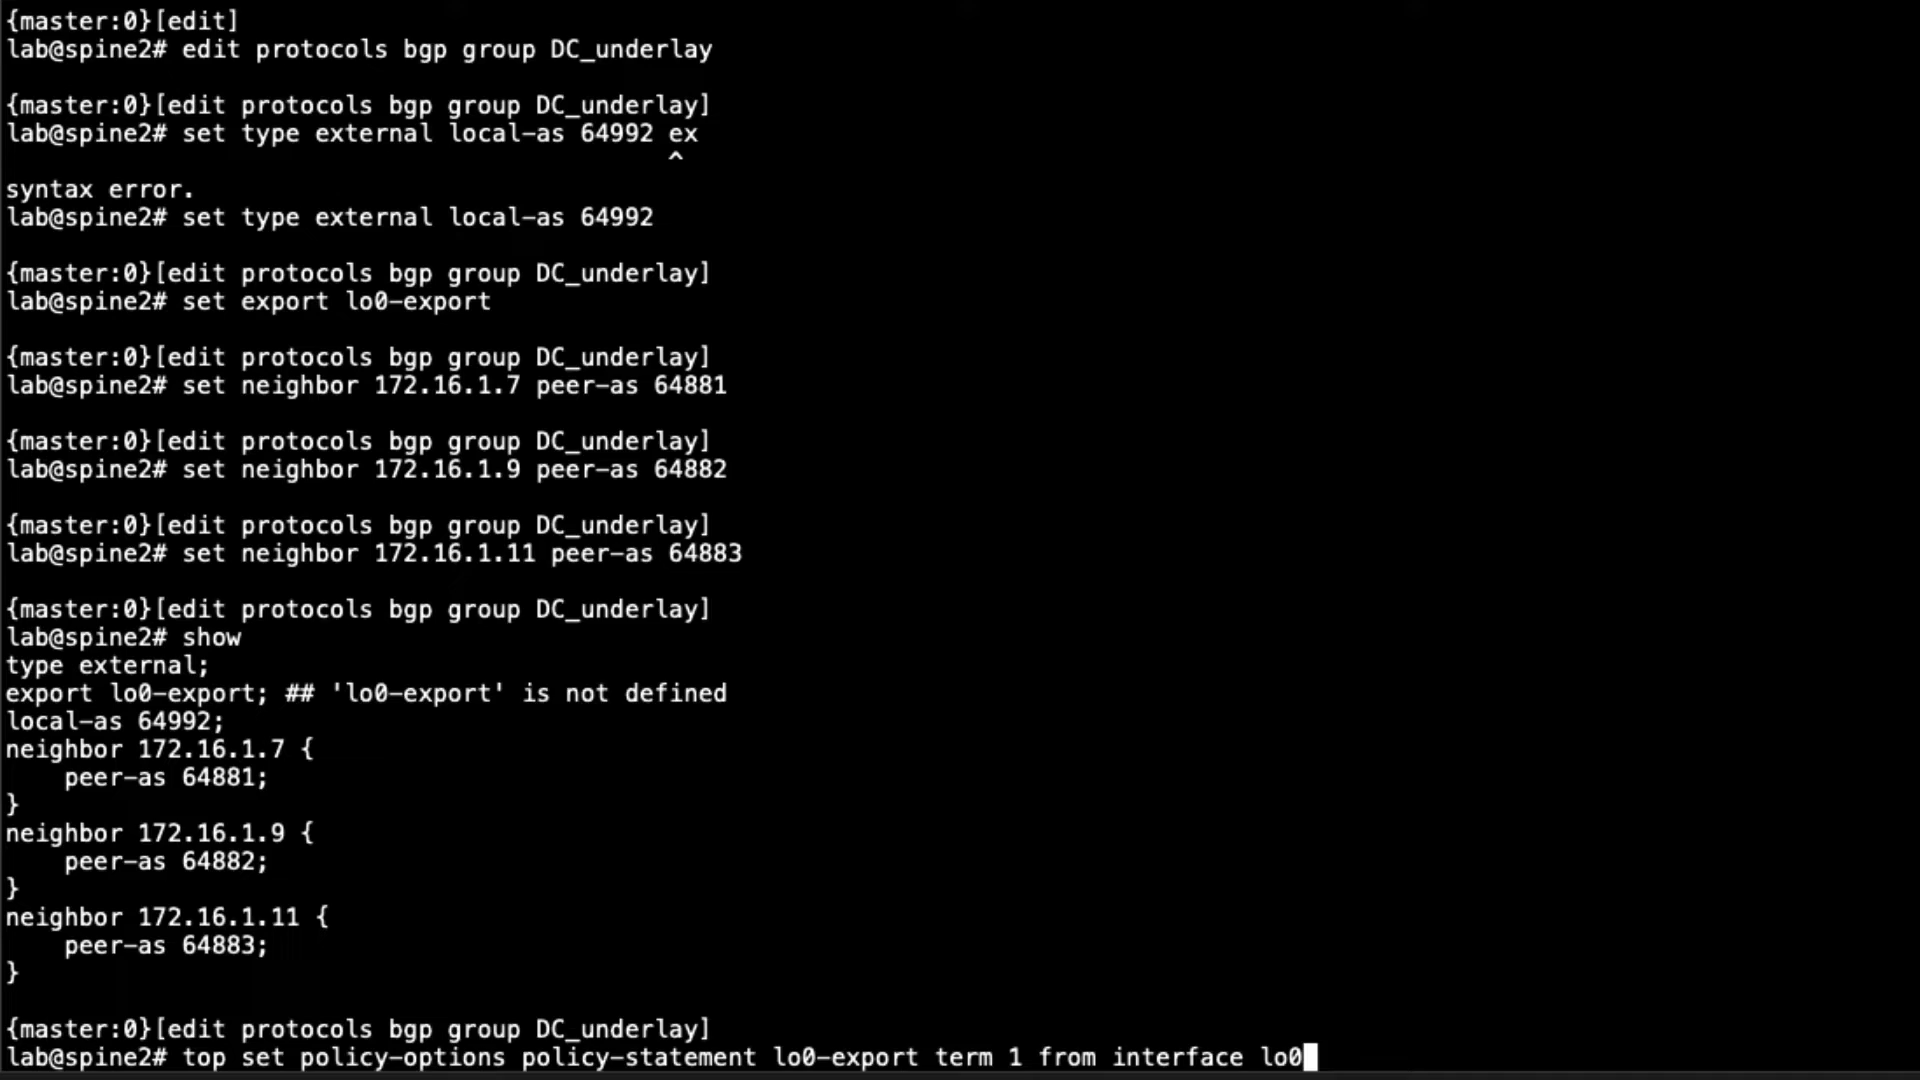 {master:0}[edit]
lab@spine2# edit protocols bgp group DC_underlay
{master:0}[edit protocols bgp group DC_underlay]
lab@spine2# set type external local-as 64992 ex
^
syntax error.
lab@spine2# set type external local-as 64992
{master:0}[edit protocols bgp group DC_underlay]
lab@spine2# set export lo0-export
{master:0}[edit protocols bgp group DC_underlay]
lab@spine2# set neighbor 172.16.1.7 peer-as 64881
{master:0}[edit protocols bgp group DC_underlay]
lab@spine2# set neighbor 172.16.1.9 peer-as 64882
{master:0}[edit protocols bgp group DC_underlay]
lab@spine2# set neighbor 172.16.1.11 peer-as 64883
{master:0}[edit protocols bgp group DC_underlay]
lab@spine2# show
type external;
export lo0-export; ## 'lo0-export' is not defined
local-as 64992;
neighbor 172.16.1.7 {
    peer-as 64881;
}
neighbor 172.16.1.9 {
    peer-as 64882;
}
neighbor 172.16.1.11 {
    peer-as 64883;
}
{master:0}[edit protocols bgp group DC_underlay]
lab@spine2# top set policy-options policy-statement lo0-export term 1 from interface lo0